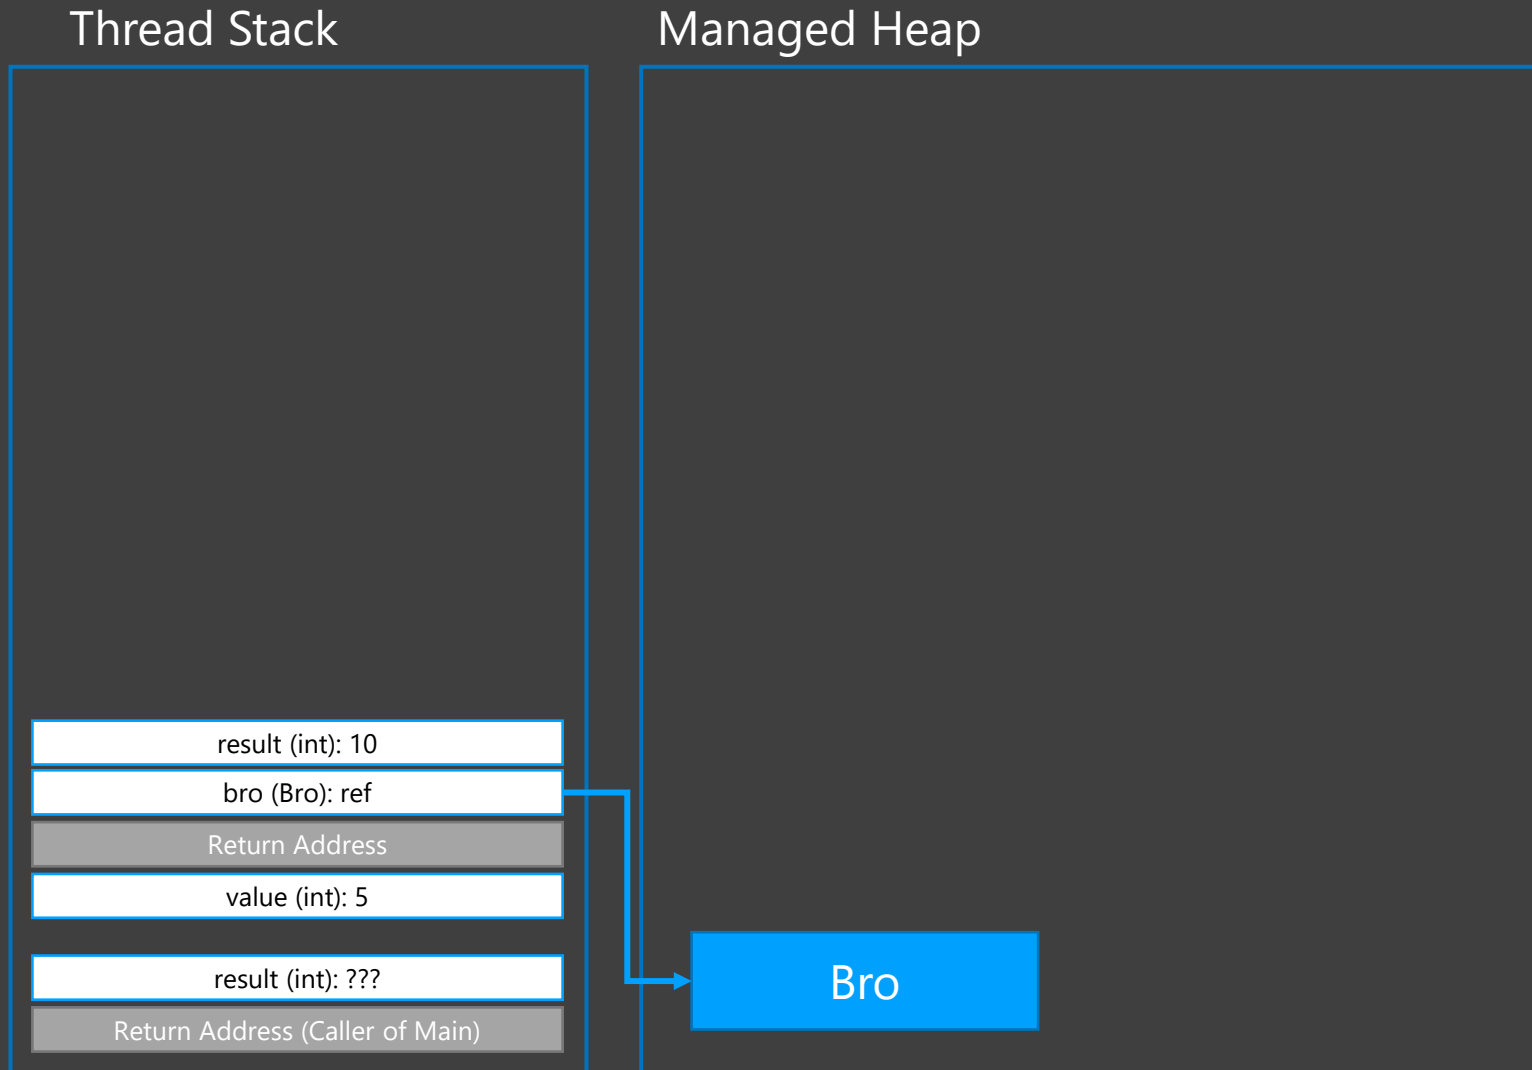 Thread Stack
Managed Heap
result (int): 10
bro (Bro): ref
Return Address
value (int): 5
result (int): ???
Return Address (Caller of Main)
Bro